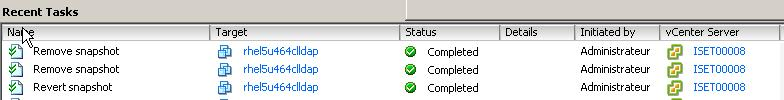 Recent Tasks
Name Target Status Details Initiated by vCenter Server
Remove snapshot rhel5u464clldap Completed Administrateur ISET00008
Remove snapshot rhel5u464clldap Completed Administrateur ISET00008
Revert snapshot rhel5u464clldap Completed Administrateur ISET00008